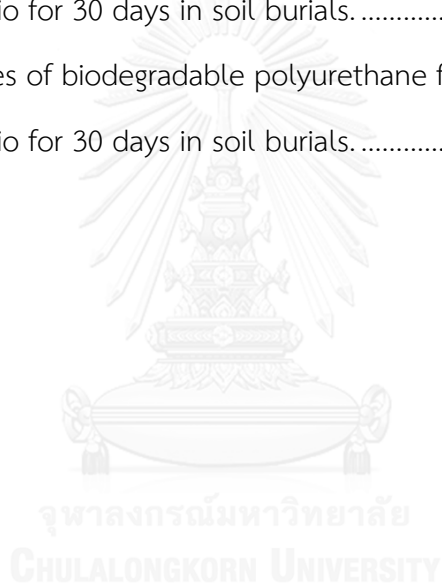 io for 30 days in soil burials. ............
es of biodegradable polyurethane f
io for 30 days in soil burials. ............
จุฬาลงกรณ์มหาวิทยาลัย
CHULALONGKORN UNIVERSITY